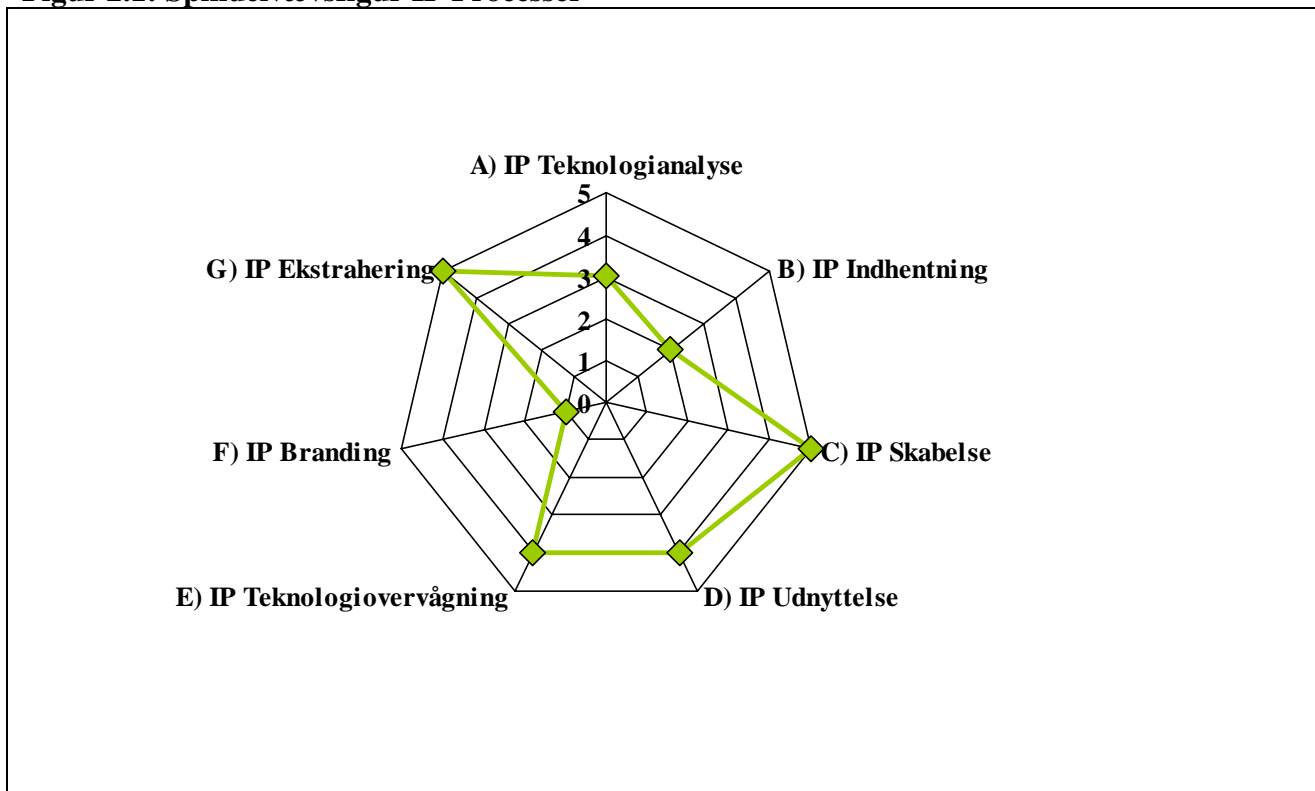 A) IP Teknologianalyse
5
4
G) IP Ekstrahering
B) IP Indhentning
3
2
1
0
F) IP Branding
C) IP Skabelse
E) IP Teknologiovervågning
D) IP Udnyttelse